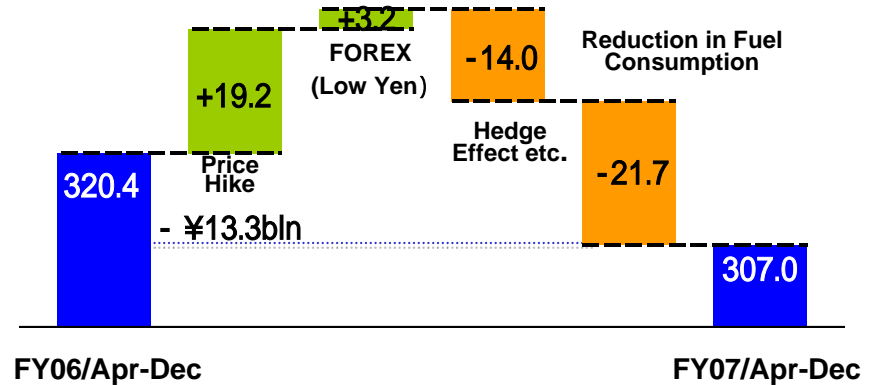 +3.2
FOREX
(Low Yen)
+19.2
-14.0
Reduction in Fuel
Consumption
Price
Hike
Hedge
Effect etc.
-21.7
320.4
- ¥13.3bln
307.0
FY06/Apr-Dec
FY07/Apr-Dec